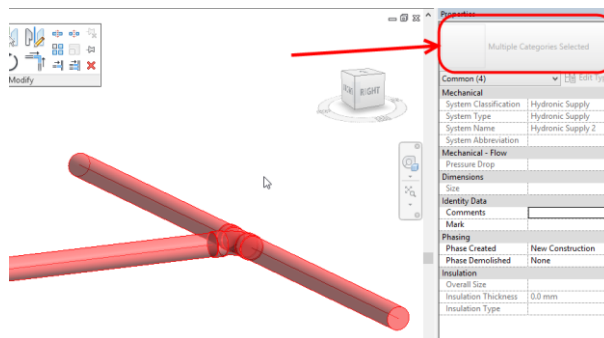 Properties
Multiple Categories Selected
Modify
Common (4)
Edit Ty
Mechanical
System Classification Hydronic Supply
System Type Hydronic Supply
System Name Hydronic Supply 2
System Abbreviation
Mechanical - Flow
Pressure Drop
Dimensions
Size
Identity Data
Comments
Mark
Phasing
Phase Created New Construction
Phase Demolished None
Insulation
Overall Size
Insulation Thickness 0.0 mm
Insulation Type
RIGHT